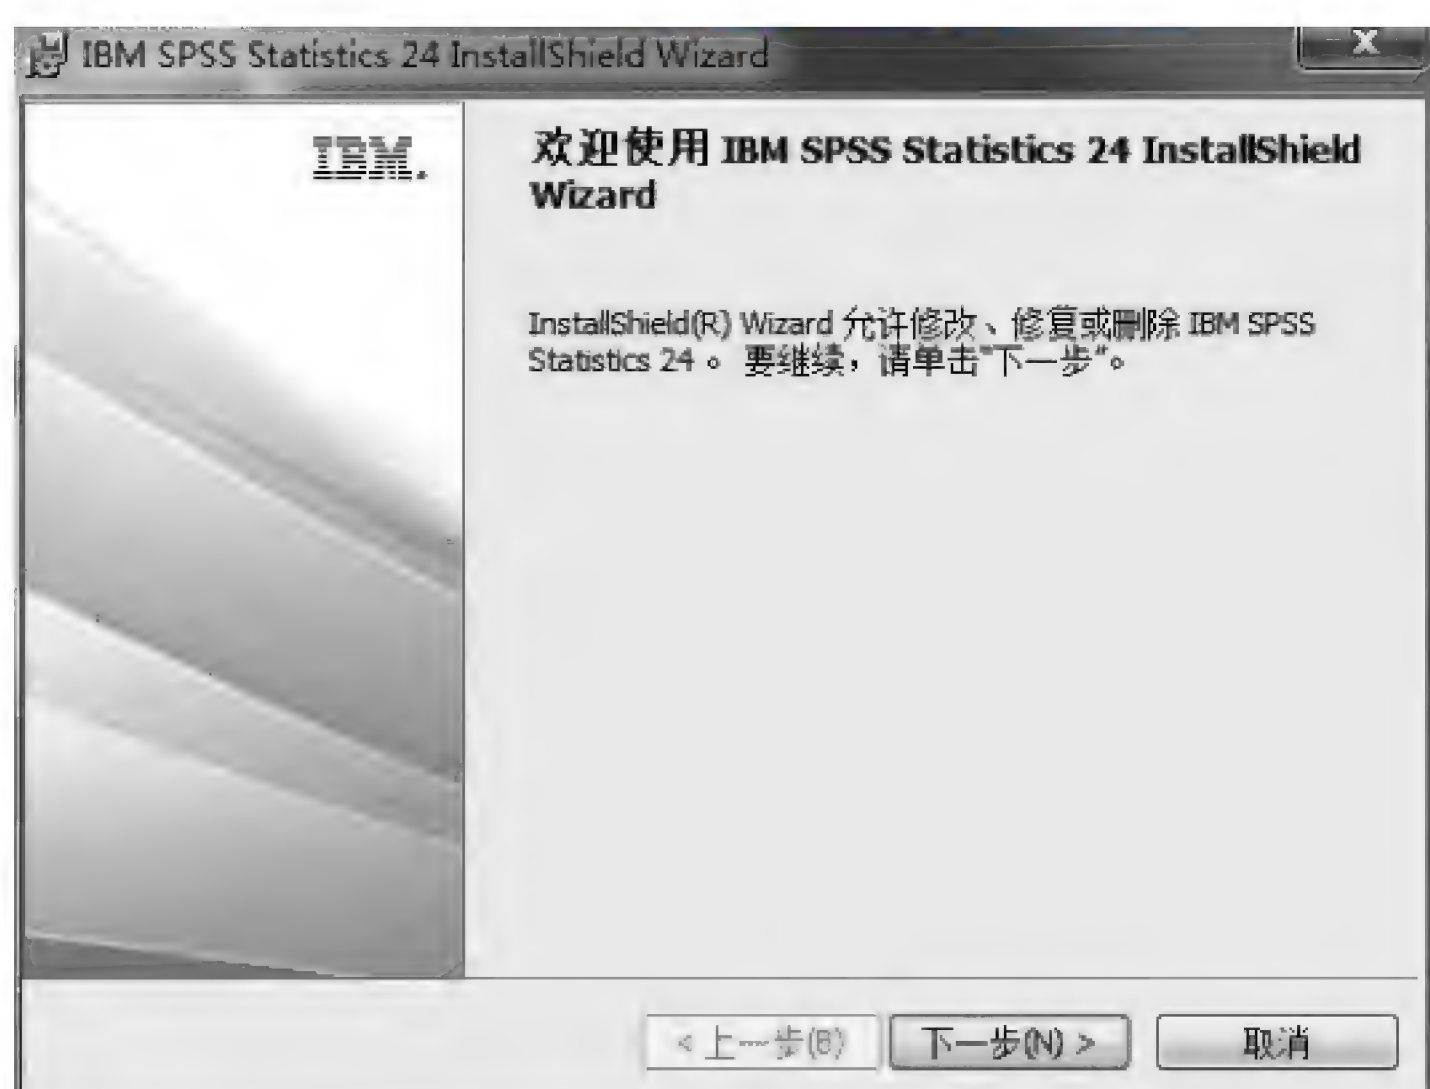 IBM SPSS Statistics 24 InstallShield Wizard
X
IBM.
欢迎使用 IBM SPSS Statistics 24 InstallShield
Wizard
InstallShield(R) Wizard 允许修改、修复或删除 IBM SPSS
Statistics 24。 要继续，请单击"下一步"。
< 上一步(B)
下一步(N) >
取消